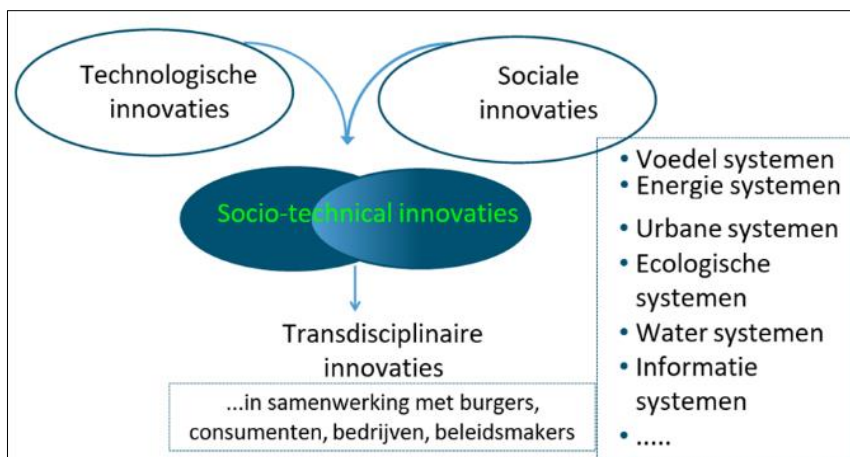 Technologische
innovaties
Sociale
innovaties
Socio-technical innovaties
Transdisciplinaire
innovaties
...in samenwerking met burgers,
consumenten, bedrijven, beleidsmakers
• Voedel systemen
• Energie systemen
• Urbane systemen
• Ecologische
systemen
• Water systemen
• Informatie
systemen
• .....